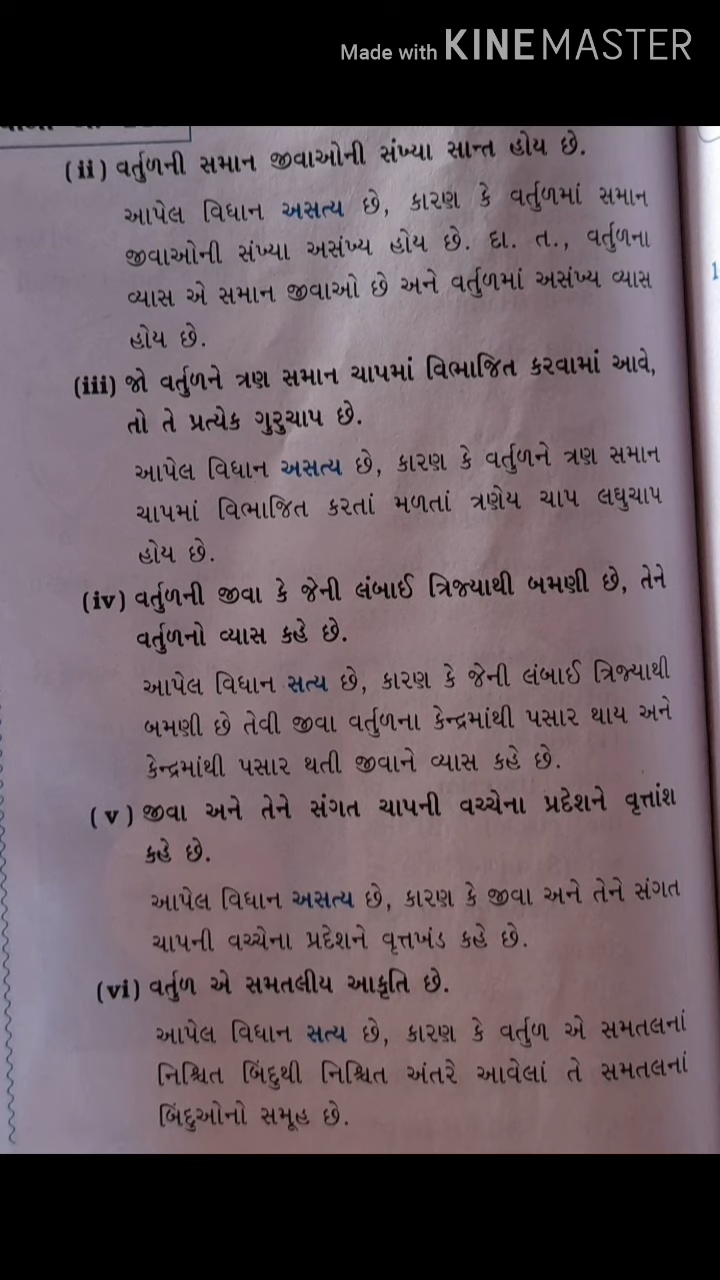 Made with KINEMASTER
(ii) વર્તુળની સમાન જીવાઓની સંખ્યા સાન્ત હોય છે.
આપેલ વિધાન અસત્ય છે, કારણ કે વર્તુળમાં સમાન
જીવાઓની સંખ્યા અસંખ્ય હોય છે. દા. ત., વર્તુળના
વ્યાસ એ સમાન જીવાઓ છે અને વર્તુળમાં અસંખ્ય વ્યાસ
હોય છે.
(iii) જો વર્તુળને ત્રણ સમાન ચાપમાં વિભાજિત કરવામાં આવે,
તો તે પ્રત્યેક ગુરુચાપ છે.
આપેલ વિધાન અસત્ય છે, કારણ કે વર્તુળને ત્રણ સમાન
ચાપમાં વિભાજિત કરતાં મળતાં ત્રણેય ચાપ લઘુચાપ
હોય છે.
(iv) વર્તુળની જીવા કે જેની લંબાઈ ત્રિજ્યાથી બમણી છે, તેને
વર્તુળનો વ્યાસ કહે છે.
આપેલ વિધાન સત્ય છે, કારણ કે જેની લંબાઈ ત્રિજ્યાથી
બમણી છે તેવી જીવા વર્તુળના કેન્દ્રમાંથી પસાર થાય અને
કેન્દ્રમાંથી પસાર થતી જીવાને વ્યાસ કહે છે.
(v) જીવા અને તેને સંગત ચાપની વચ્ચેના પ્રદેશને વૃત્તાંશ
કહે છે.
આપેલ વિધાન અસત્ય છે, કારણ કે જીવા અને તેને સંગત
ચાપની વચ્ચેના પ્રદેશને વૃત્તખંડ કહે છે.
(vi) વર્તુળ એ સમતલીય આકૃતિ છે.
આપેલ વિધાન સત્ય છે, કારણ કે વર્તુળ એ સમતલનાં
નિશ્ચિત બિંદુથી નિશ્ચિત અંતરે આવેલાં તે સમતલનાં
બિંદુઓનો સમૂહ છે.